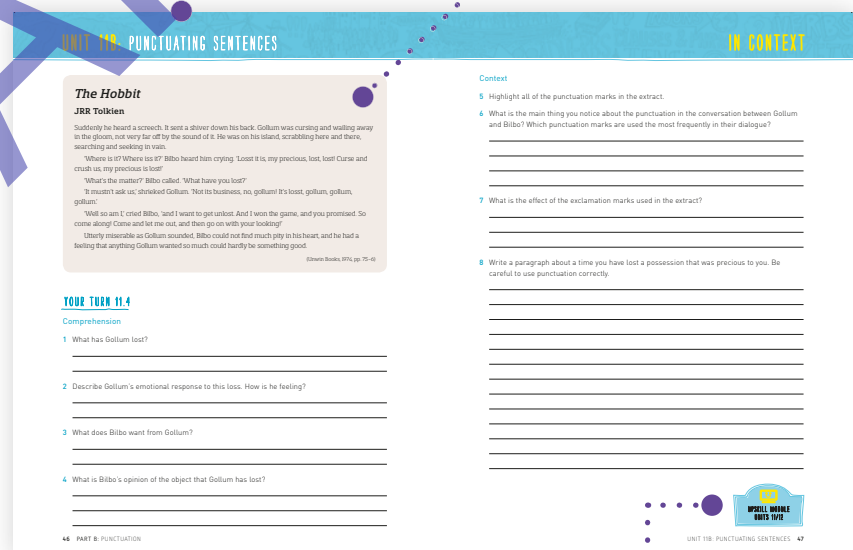 UNIT 11B: PUNCTUATING SENTENCES
IN CONTEXT
The Hobbit
JRR Tolkien
Suddenly he heard a screech. It sent a shiver down his back. Gollum was cursing and wailing away
in the gloom, not very far off by the sound of it. He was on his island, scrabbling here and there,
searching and seeking in vain.
'Where is it? Where iss it?' Bilbo heard him crying. 'Losst it is, my precious, lost, lost! Curse and
crush us, my precious is lost!'
'What's the matter?' Bilbo called. 'What have you lost?'
'It mustn't ask us,' shrieked Gollum. 'Not its business, no, gollum! It's losst, gollum, gollum,
gollum.'
'Well so am I,' cried Bilbo, 'and I want to get unlost. And I won the game, and you promised. So
come along! Come and let me out, and then go on with your looking!'
Utterly miserable as Gollum sounded, Bilbo could not find much pity in his heart, and he had a
feeling that anything Gollum wanted so much could hardly be something good.
(Unwin Books, 1974, pp. 75–6)
YOUR TURN 11.4
Comprehension
1 What has Gollum lost?
2 Describe Gollum's emotional response to this loss. How is he feeling?
3 What does Bilbo want from Gollum?
4 What is Bilbo's opinion of the object that Gollum has lost?
46 PART B: PUNCTUATION
Context
5 Highlight all of the punctuation marks in the extract.
6 What is the main thing you notice about the punctuation in the conversation between Gollum
and Bilbo? Which punctuation marks are used the most frequently in their dialogue?
7 What is the effect of the exclamation marks used in the extract?
8 Write a paragraph about a time you have lost a possession that was precious to you. Be
careful to use punctuation correctly.
UPSKILL MODULE
UNITS 11/12
UNIT 11B: PUNCTUATING SENTENCES 47